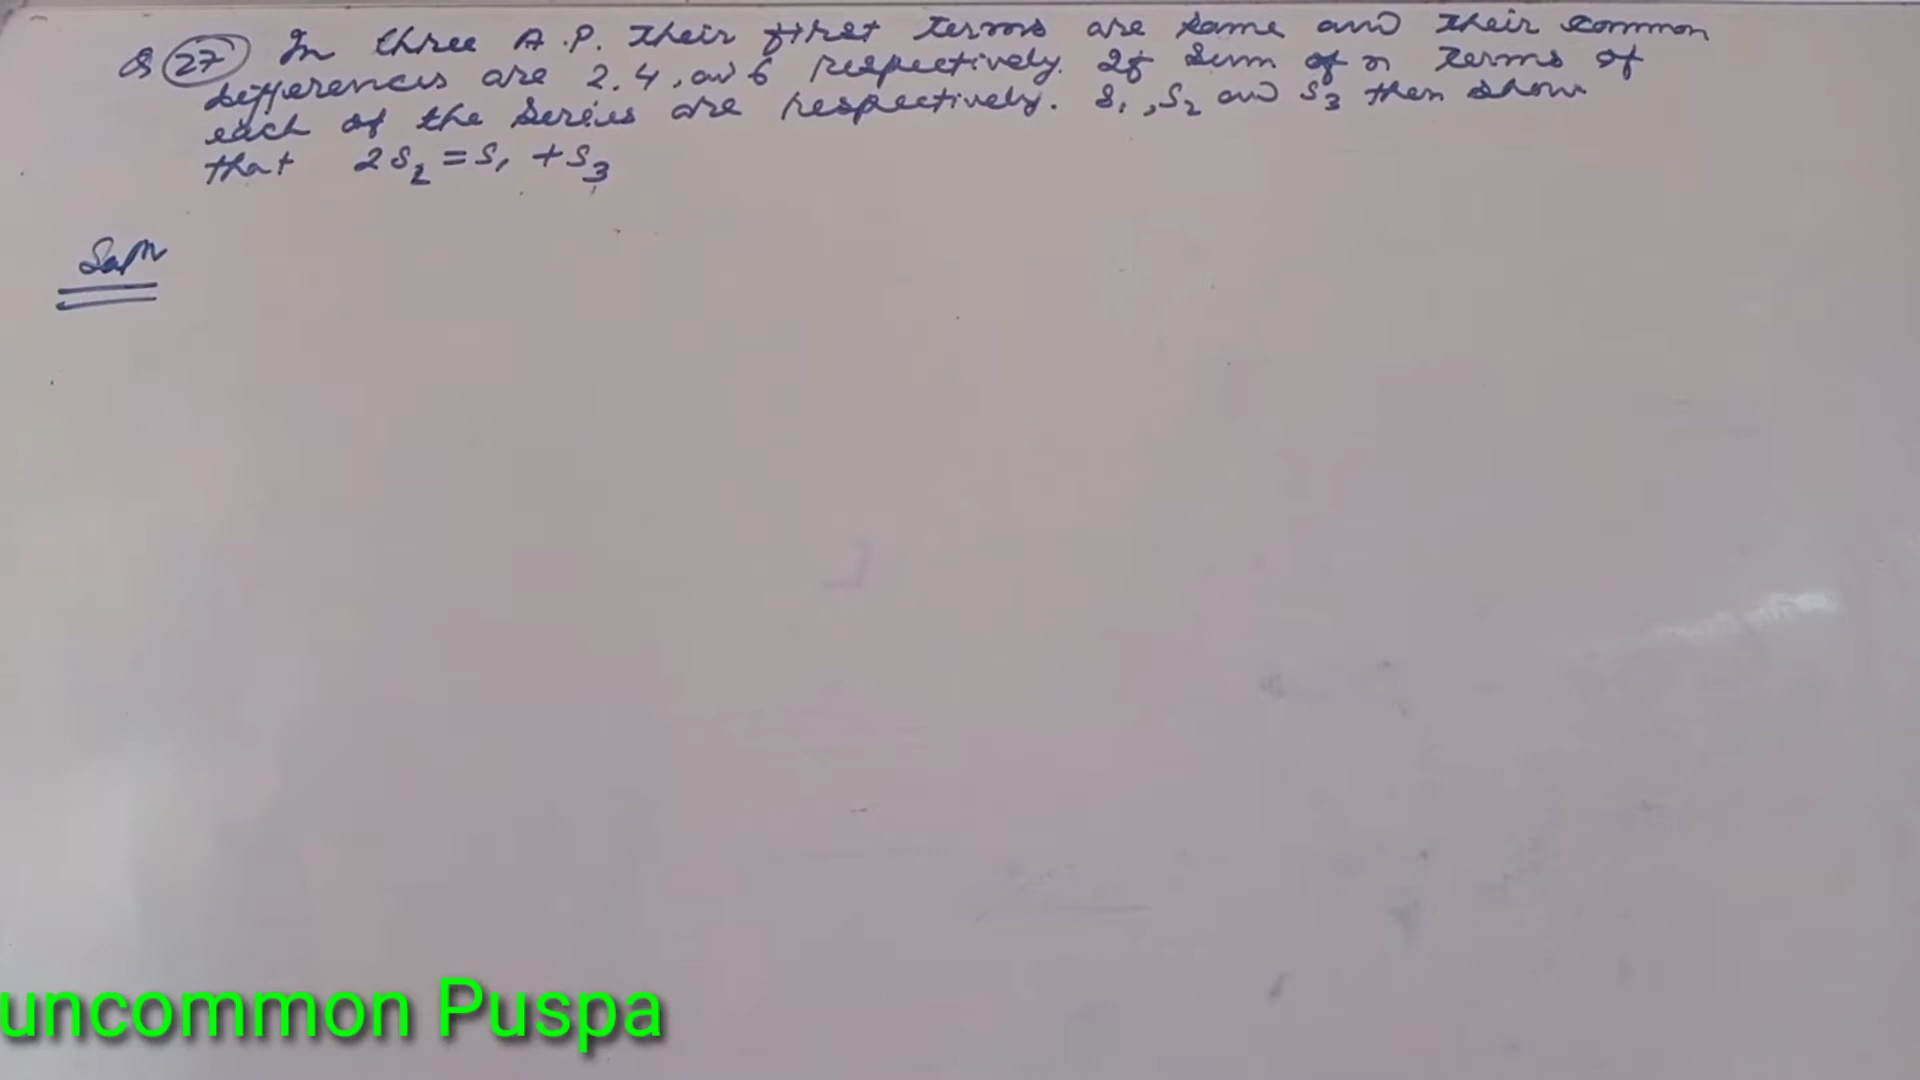 Q 27 In three A.P. their first terms are same and their common
differences are 2, 4, and 6 respectively. If sum of n terms of
each of the series are respectively. S₁, S₂ and S₃ then show
that 2S₂ = S₁ + S₃
Solⁿ
uncommon Puspa